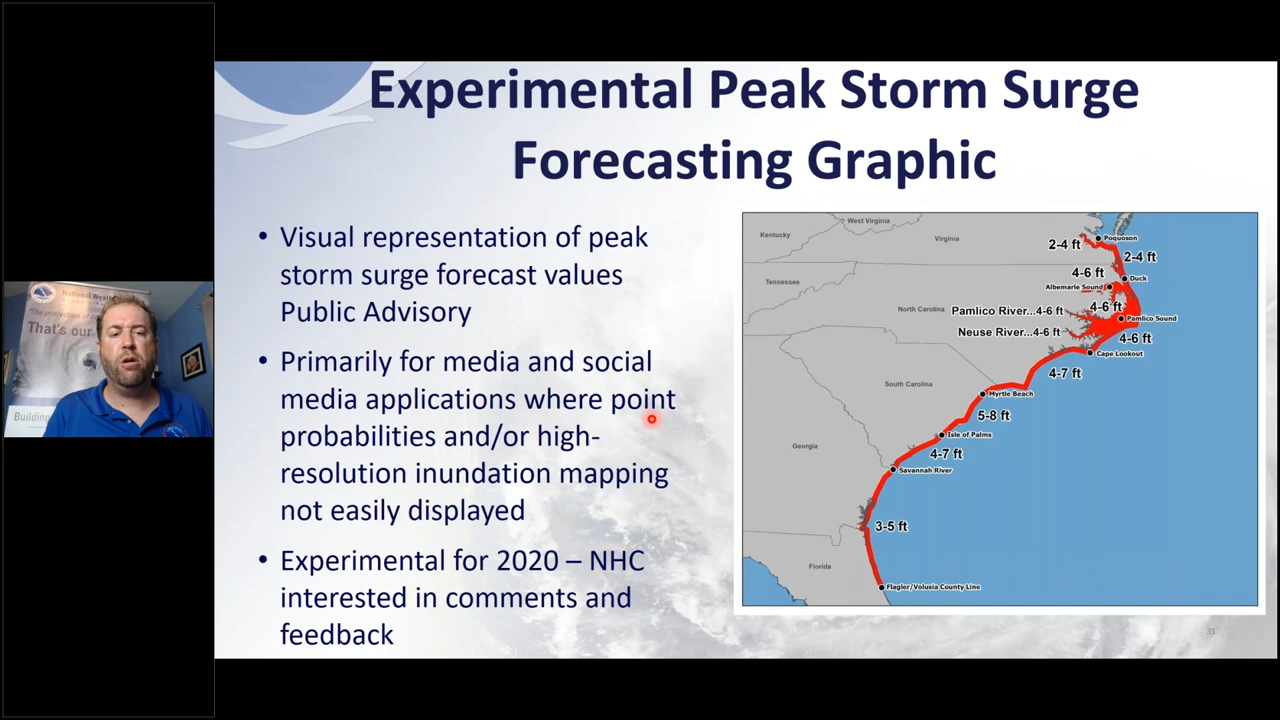 Experimental Peak Storm Surge
Forecasting Graphic
• Visual representation of peak
storm surge forecast values
Public Advisory
• Primarily for media and social
media applications where point
probabilities and/or high-
resolution inundation mapping
not easily displayed
• Experimental for 2020 – NHC
interested in comments and
feedback
West Virginia
Kentucky
Virginia
Poquoson
2-4 ft
2-4 ft
4-6 ft
Duck
Tennessee
Albemarle Sound
North Carolina
4-6 ft
Pamlico River...4-6 ft
Pamlico Sound
Neuse River...4-6 ft
4-6 ft
Cape Lookout
4-7 ft
South Carolina
Myrtle Beach
5-8 ft
Isle of Palms
Georgia
4-7 ft
Savannah River
3-5 ft
Florida
Flagler/Volusia County Line
31
National Weath
That's our
Building